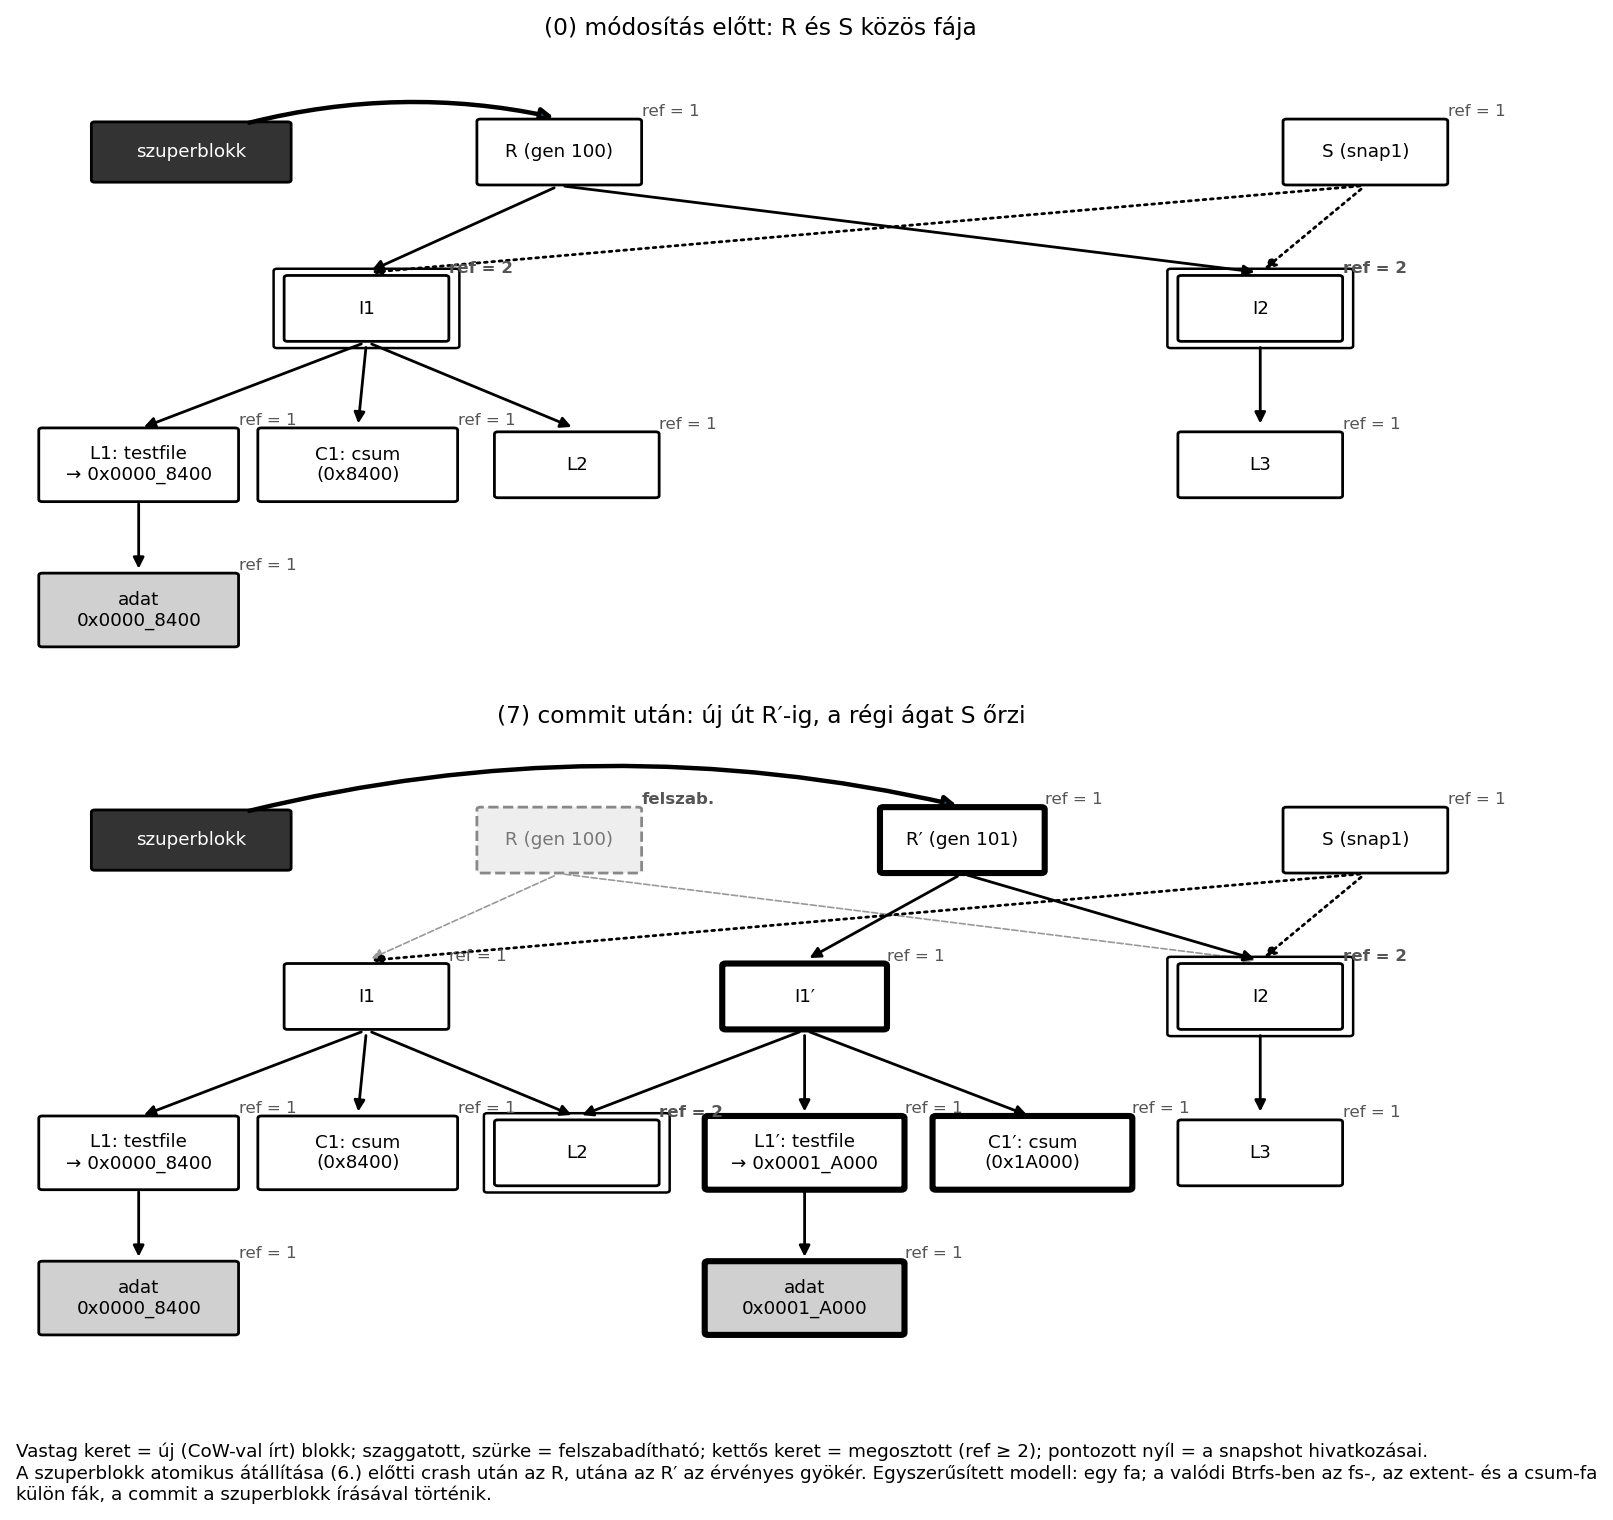 (0) módosítás előtt: R és S közös fája
szuperblokk
R (gen 100)
ref = 1
S (snap1)
ref = 1
I1
ref = 2
I2
ref = 2
L1: testfile
→ 0x0000_8400
ref = 1
C1: csum
(0x8400)
ref = 1
L2
ref = 1
L3
ref = 1
adat
0x0000_8400
ref = 1
(7) commit után: új út R′-ig, a régi ágat S őrzi
szuperblokk
R (gen 100)
felszab.
R′ (gen 101)
ref = 1
S (snap1)
ref = 1
I1
ref = 1
I1′
ref = 1
I2
ref = 2
L1: testfile
→ 0x0000_8400
ref = 1
C1: csum
(0x8400)
ref = 1
L2
ref = 2
L1′: testfile
→ 0x0001_A000
ref = 1
C1′: csum
(0x1A000)
ref = 1
L3
ref = 1
adat
0x0000_8400
ref = 1
adat
0x0001_A000
ref = 1
Vastag keret = új (CoW-val írt) blokk; szaggatott, szürke = felszabadítható; kettős keret = megosztott (ref ≥ 2); pontozott nyíl = a snapshot hivatkozásai.
A szuperblokk atomikus átállítása (6.) előtti crash után az R, utána az R′ az érvényes gyökér. Egyszerűsített modell: egy fa; a valódi Btrfs-ben az fs-, az extent- és a csum-fa
külön fák, a commit a szuperblokk írásával történik.